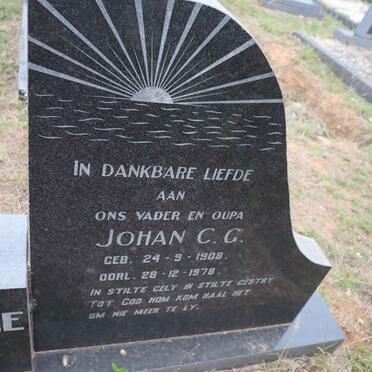 IN DANKBARE LIEFDE
AAN
ONS VADER EN OUPA
JOHAN C. G.
GEB. 24-9-1908.
OORL. 28-12-1978.
IN STILTE GELY IN STILTE GESTRY
TOT GOD HOM KOM HAAL HET
OM NIE MEER TE LY.